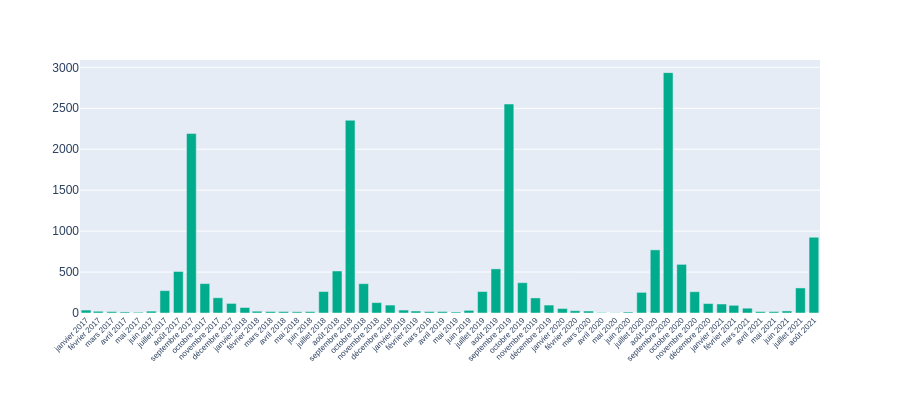 3000
2500
2000
1500
1000
500
0
janvier 2017
février 2017
mars 2017
avril 2017
mai 2017
juin 2017
juillet 2017
août 2017
septembre 2017
octobre 2017
novembre 2017
décembre 2017
janvier 2018
février 2018
mars 2018
avril 2018
mai 2018
juin 2018
juillet 2018
août 2018
septembre 2018
octobre 2018
novembre 2018
décembre 2018
janvier 2019
février 2019
mars 2019
avril 2019
mai 2019
juin 2019
juillet 2019
août 2019
septembre 2019
octobre 2019
novembre 2019
décembre 2019
janvier 2020
février 2020
mars 2020
avril 2020
mai 2020
juin 2020
juillet 2020
août 2020
septembre 2020
octobre 2020
novembre 2020
décembre 2020
janvier 2021
février 2021
mars 2021
avril 2021
mai 2021
juin 2021
juillet 2021
août 2021